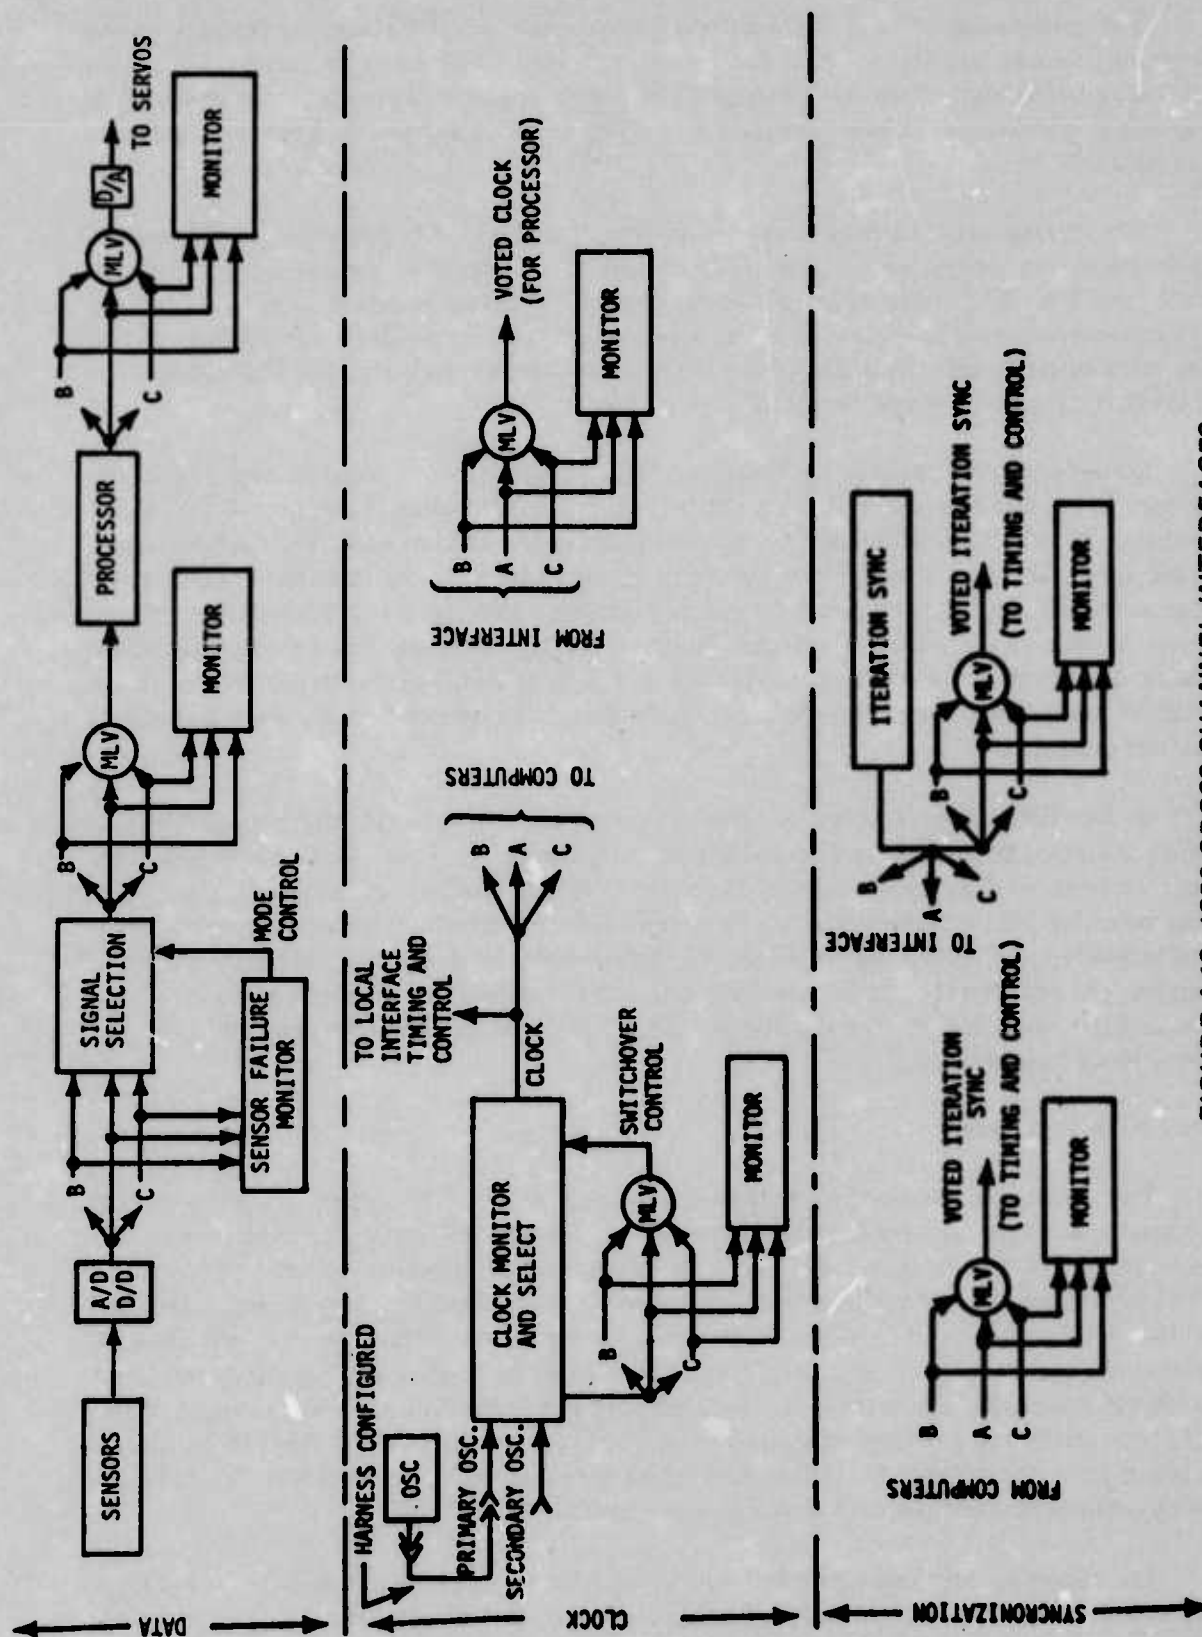 DATA
SENSORS
A/D
D/D
B
C
SIGNAL
SELECTION
SENSOR FAILURE
MONITOR
MODE
CONTROL
B
C
MLV
MONITOR
PROCESSOR
B
C
MLV
D/A
TO SERVOS
MONITOR
CLOCK
HARNESS CONFIGURED
OSC
PRIMARY OSC.
SECONDARY OSC.
CLOCK MONITOR
AND SELECT
CLOCK
TO LOCAL
INTERFACE
TIMING AND
CONTROL
B
A
C
TO COMPUTERS
B
C
MLV
SWITCHOVER
CONTROL
MONITOR
FROM INTERFACE
B
A
C
MLV
VOTED CLOCK
(FOR PROCESSOR)
MONITOR
SYNCRONIZATION
FROM COMPUTERS
B
A
C
MLV
VOTED ITERATION
SYNC
(TO TIMING AND CONTROL)
MONITOR
TO INTERFACE
B
A
C
ITERATION SYNC
B
C
MLV
VOTED ITERATION SYNC
(TO TIMING AND CONTROL)
MONITOR